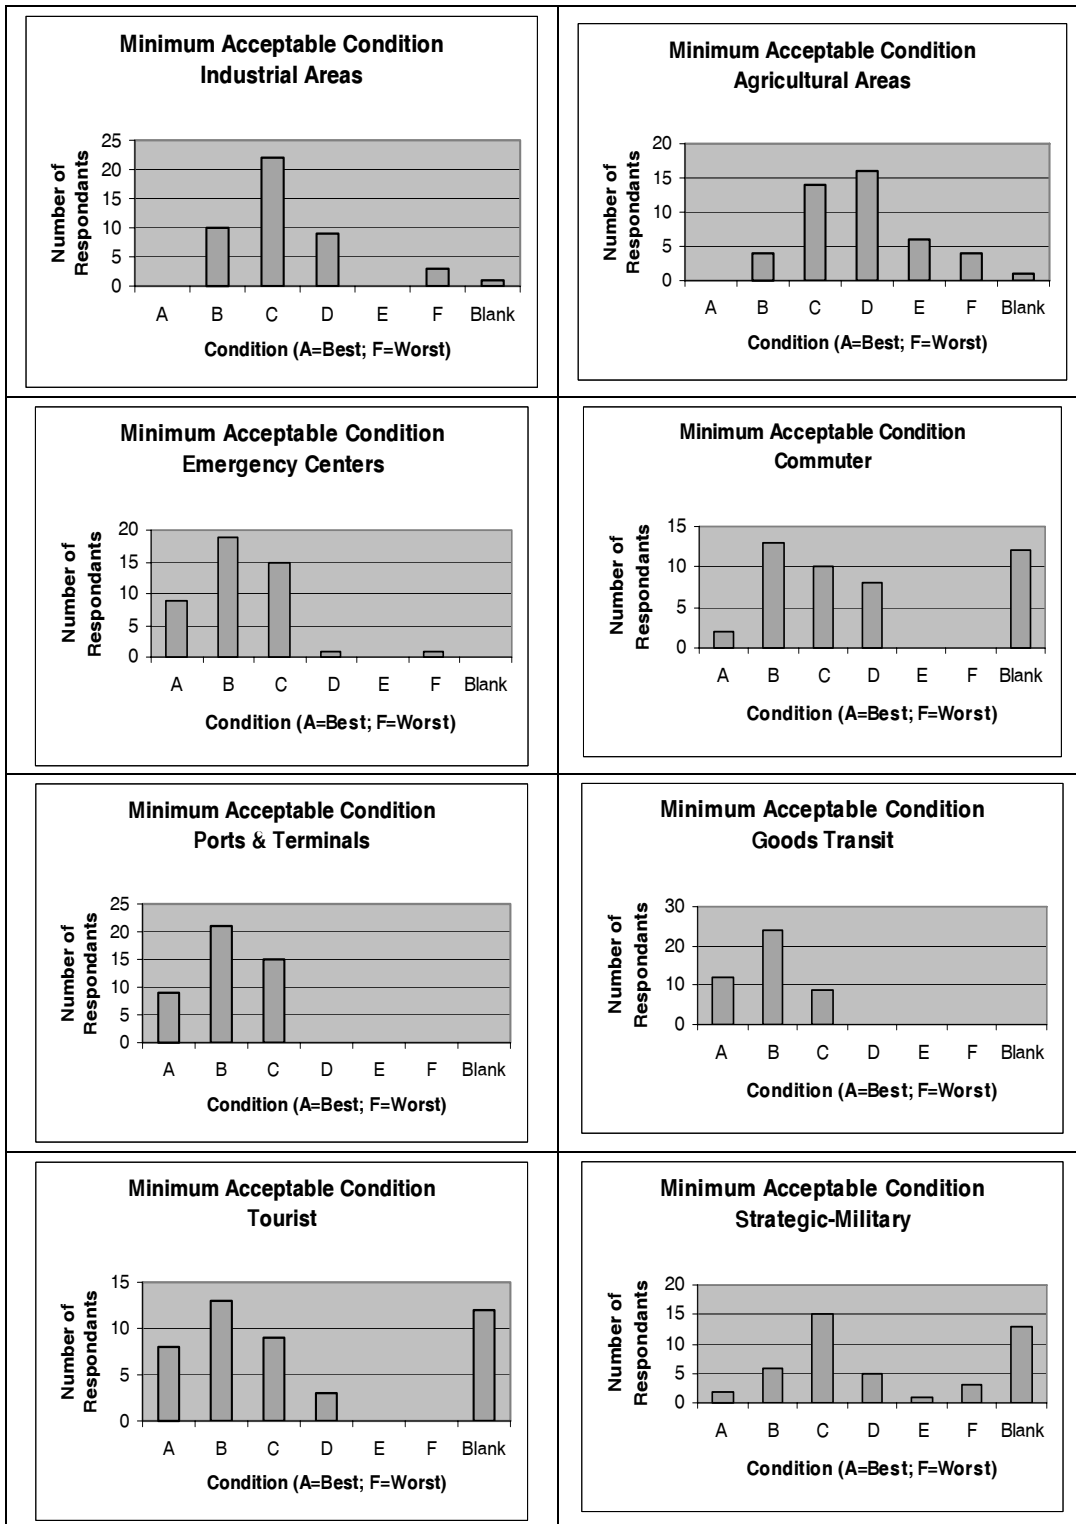 Minimum Acceptable Condition
Industrial Areas
Number of
Respondants
25
20
15
10
5
0
A B C D E F Blank
Condition (A=Best; F=Worst)
Minimum Acceptable Condition
Agricultural Areas
Number of
Respondants
20
15
10
5
0
A B C D E F Blank
Condition (A=Best; F=Worst)
Minimum Acceptable Condition
Emergency Centers
Number of
Respondants
20
15
10
5
0
A B C D E F Blank
Condition (A=Best; F=Worst)
Minimum Acceptable Condition
Commuter
Number of
Respondants
15
10
5
0
A B C D E F Blank
Condition (A=Best; F=Worst)
Minimum Acceptable Condition
Ports & Terminals
Number of
Respondants
25
20
15
10
5
0
A B C D E F Blank
Condition (A=Best; F=Worst)
Minimum Acceptable Condition
Goods Transit
Number of
Respondants
30
20
10
0
A B C D E F Blank
Condition (A=Best; F=Worst)
Minimum Acceptable Condition
Tourist
Number of
Respondants
15
10
5
0
A B C D E F Blank
Condition (A=Best; F=Worst)
Minimum Acceptable Condition
Strategic-Military
Number of
Respondants
20
15
10
5
0
A B C D E F Blank
Condition (A=Best; F=Worst)